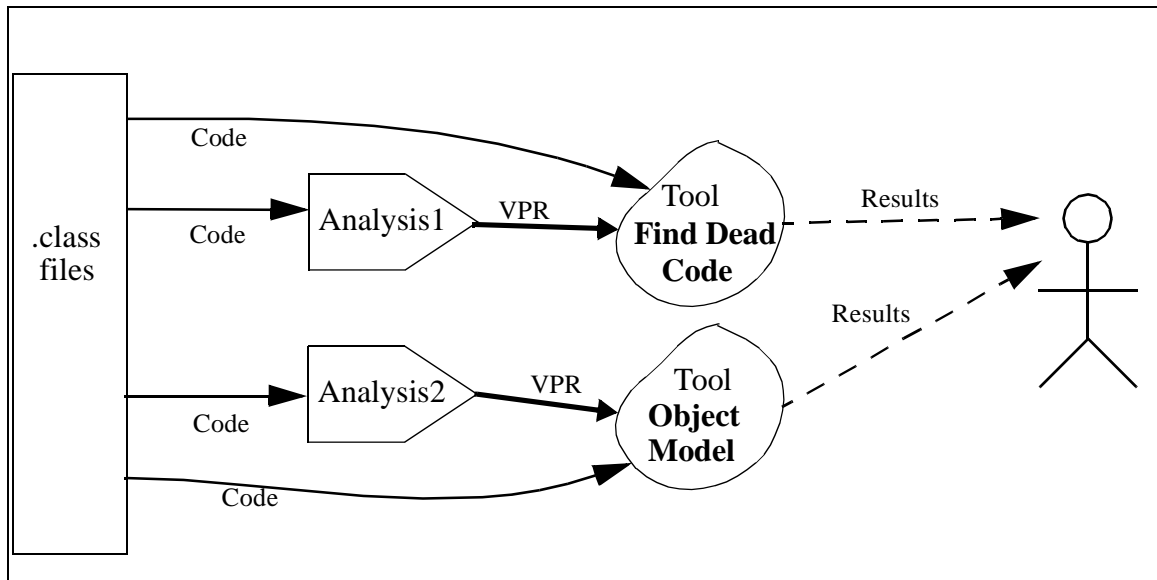 Code
.class
files
Code
Analysis1
VPR
Tool
Find Dead
Code
Results
Results
Analysis2
VPR
Tool
Object
Model
Code
Code